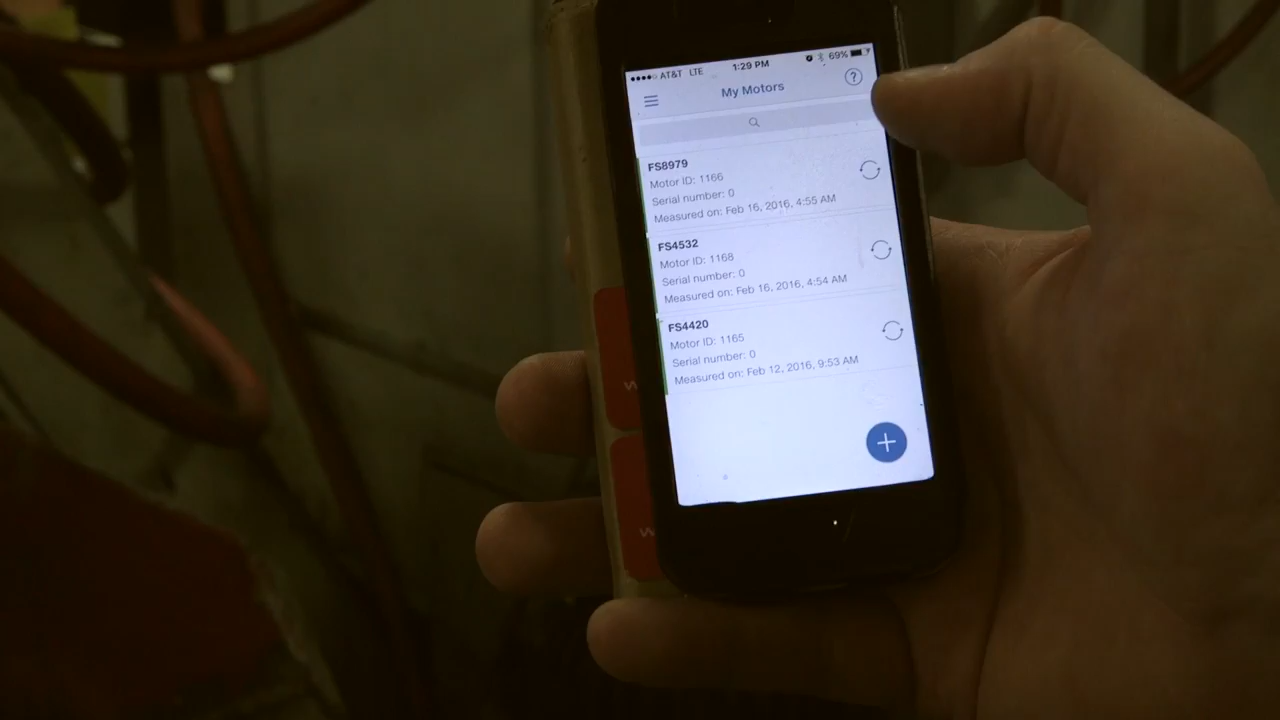 AT&T LTE 1:29 PM 69%
My Motors
?
FS8979
Motor ID: 1166
Serial number: 0
Measured on: Feb 16, 2016, 4:55 AM
FS4532
Motor ID: 1168
Serial number: 0
Measured on: Feb 16, 2016, 4:54 AM
FS4420
Motor ID: 1165
Serial number: 0
Measured on: Feb 12, 2016, 9:53 AM